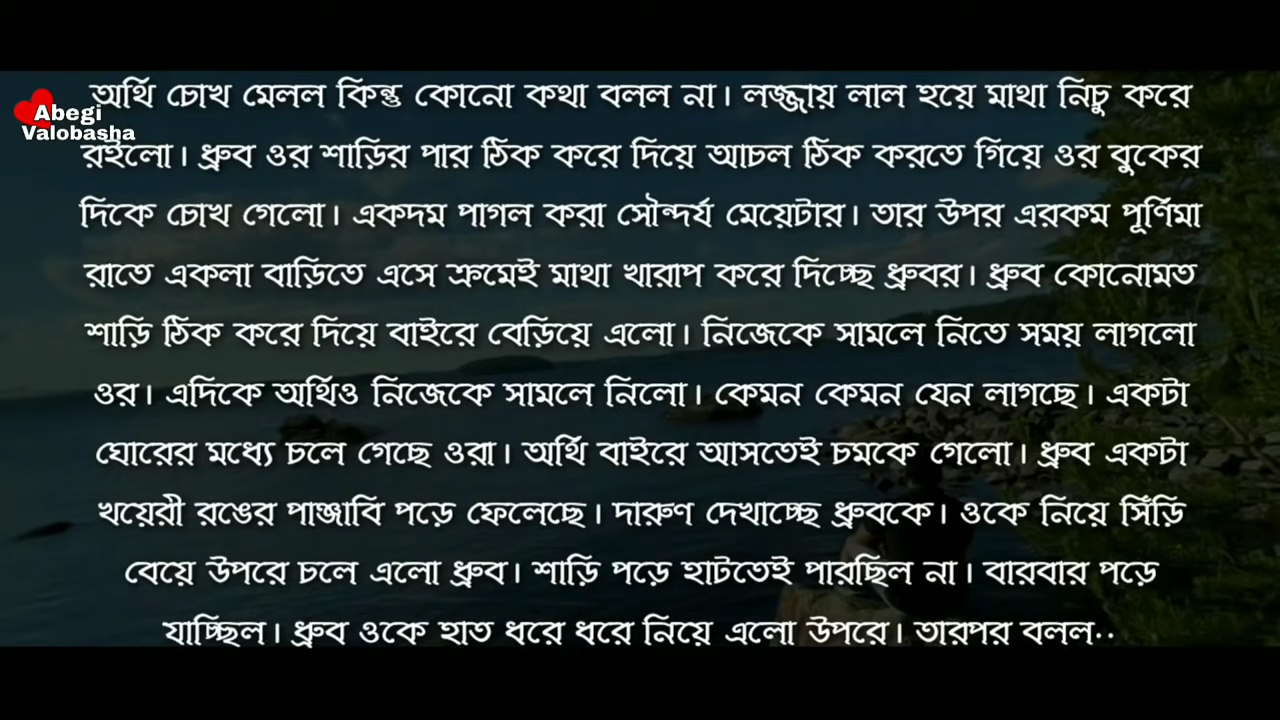 Abegi
Valobasha
অর্থি চোখ মেলল কিন্তু কোনো কথা বলল না। লজ্জায় লাল হয়ে মাথা নিচু করে
রইলো। ধ্রুব ওর শাড়ির পার ঠিক করে দিয়ে আচল ঠিক করতে গিয়ে ওর বুকের
দিকে চোখ গেলো। একদম পাগল করা সৌন্দর্য মেয়েটার। তার উপর এরকম পূর্ণিমা
রাতে একলা বাড়িতে এসে ক্রমেই মাথা খারাপ করে দিচ্ছে ধ্রুবর। ধ্রুব কোনোমত
শাড়ি ঠিক করে দিয়ে বাইরে বেড়িয়ে এলো। নিজেকে সামলে নিতে সময় লাগলো
ওর। এদিকে অর্থিও নিজেকে সামলে নিলো। কেমন কেমন যেন লাগছে। একটা
ঘোরের মধ্যে চলে গেছে ওরা। অর্থি বাইরে আসতেই চমকে গেলো। ধ্রুব একটা
খয়েরী রঙের পাঞ্জাবি পড়ে ফেলেছে। দারুণ দেখাচ্ছে ধ্রুবকে। ওকে নিয়ে সিঁড়ি
বেয়ে উপরে চলে এলো ধ্রুব। শাড়ি পড়ে হাটতেই পারছিল না। বারবার পড়ে
যাচ্ছিল। ধ্রুব ওকে হাত ধরে ধরে নিয়ে এলো উপরে। তারপর বলল··